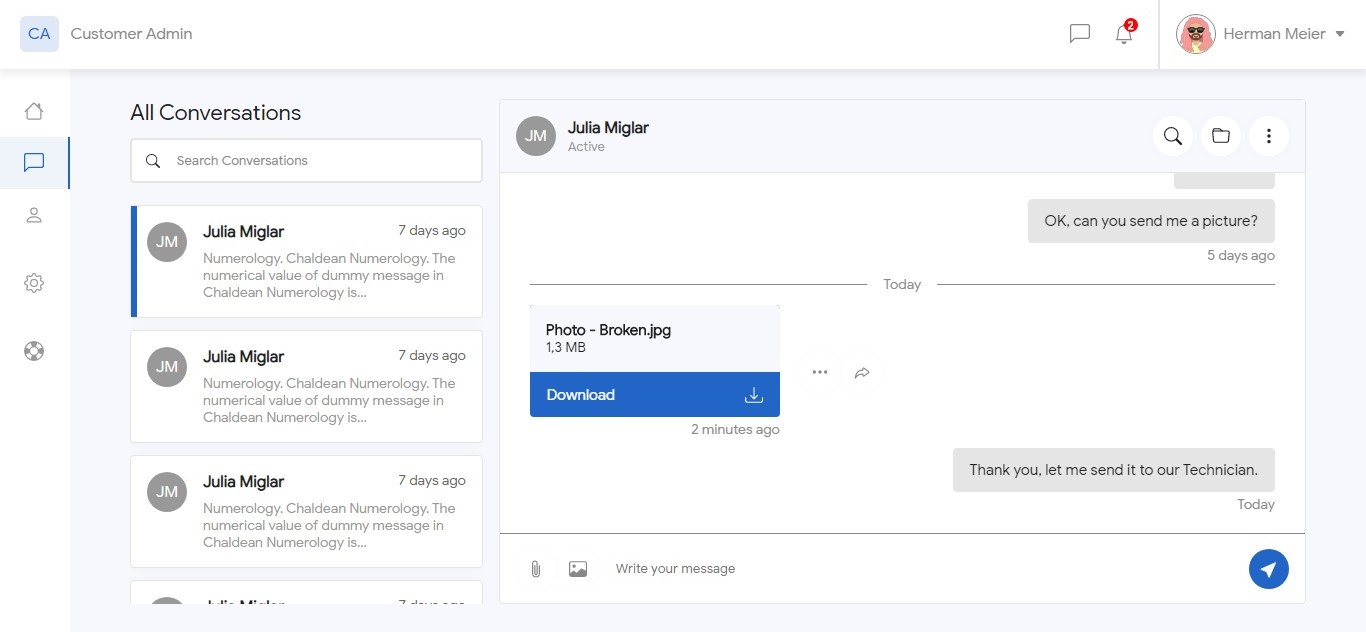 CA Customer Admin
2
Herman Meier
All Conversations
Search Conversations
JM Julia Miglar 7 days ago
Numerology. Chaldean Numerology. The
numerical value of dummy message in
Chaldean Numerology is...
JM Julia Miglar 7 days ago
Numerology. Chaldean Numerology. The
numerical value of dummy message in
Chaldean Numerology is...
JM Julia Miglar 7 days ago
Numerology. Chaldean Numerology. The
numerical value of dummy message in
Chaldean Numerology is...
Julia Miglar 7 days ago
JM Julia Miglar
Active
OK, can you send me a picture?
5 days ago
Today
Photo - Broken.jpg
1,3 MB
Download
2 minutes ago
Thank you, let me send it to our Technician.
Today
Write your message